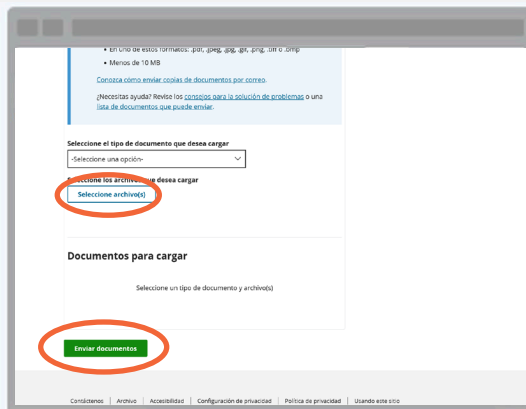 • En uno de estos formatos: .pdf, .jpeg, .jpg, .gif, .png, .tiff o .bmp
• Menos de 10 MB
Conozca cómo enviar copias de documentos por correo.
¿Necesitas ayuda? Revise los consejos para la solución de problemas o una
lista de documentos que puede enviar.
Seleccione el tipo de documento que desea cargar
-Seleccione una opción-
Seleccione los archivos que desea cargar
Seleccione archivo(s)
Documentos para cargar
Seleccione un tipo de documento y archivo(s)
Enviar documentos
Contáctenos | Archivo | Accesibilidad | Configuración de privacidad | Política de privacidad | Usando este sitio